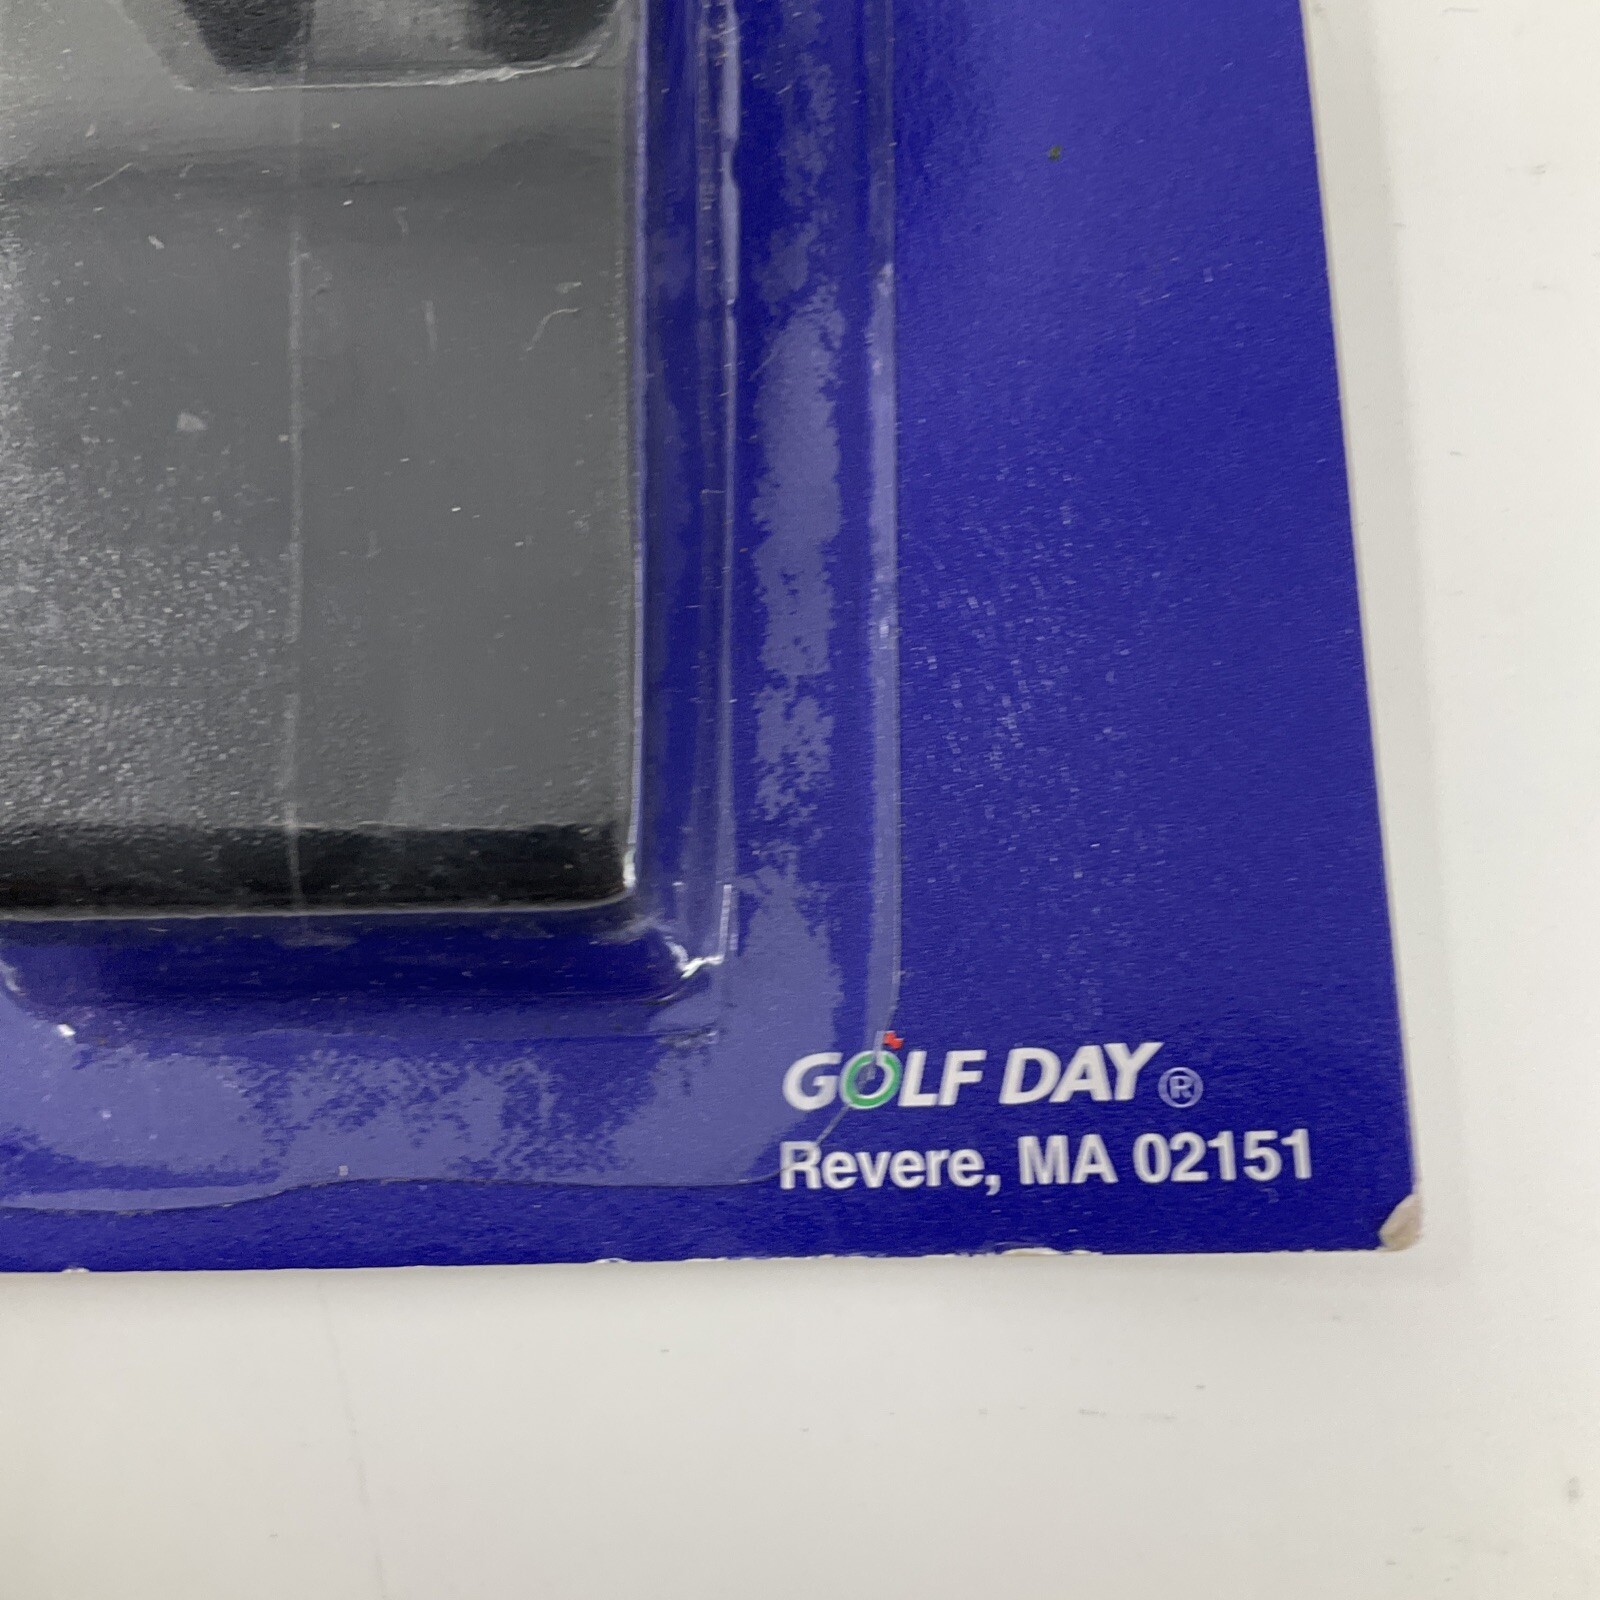 GOLF DAY®
Revere, MA 02151